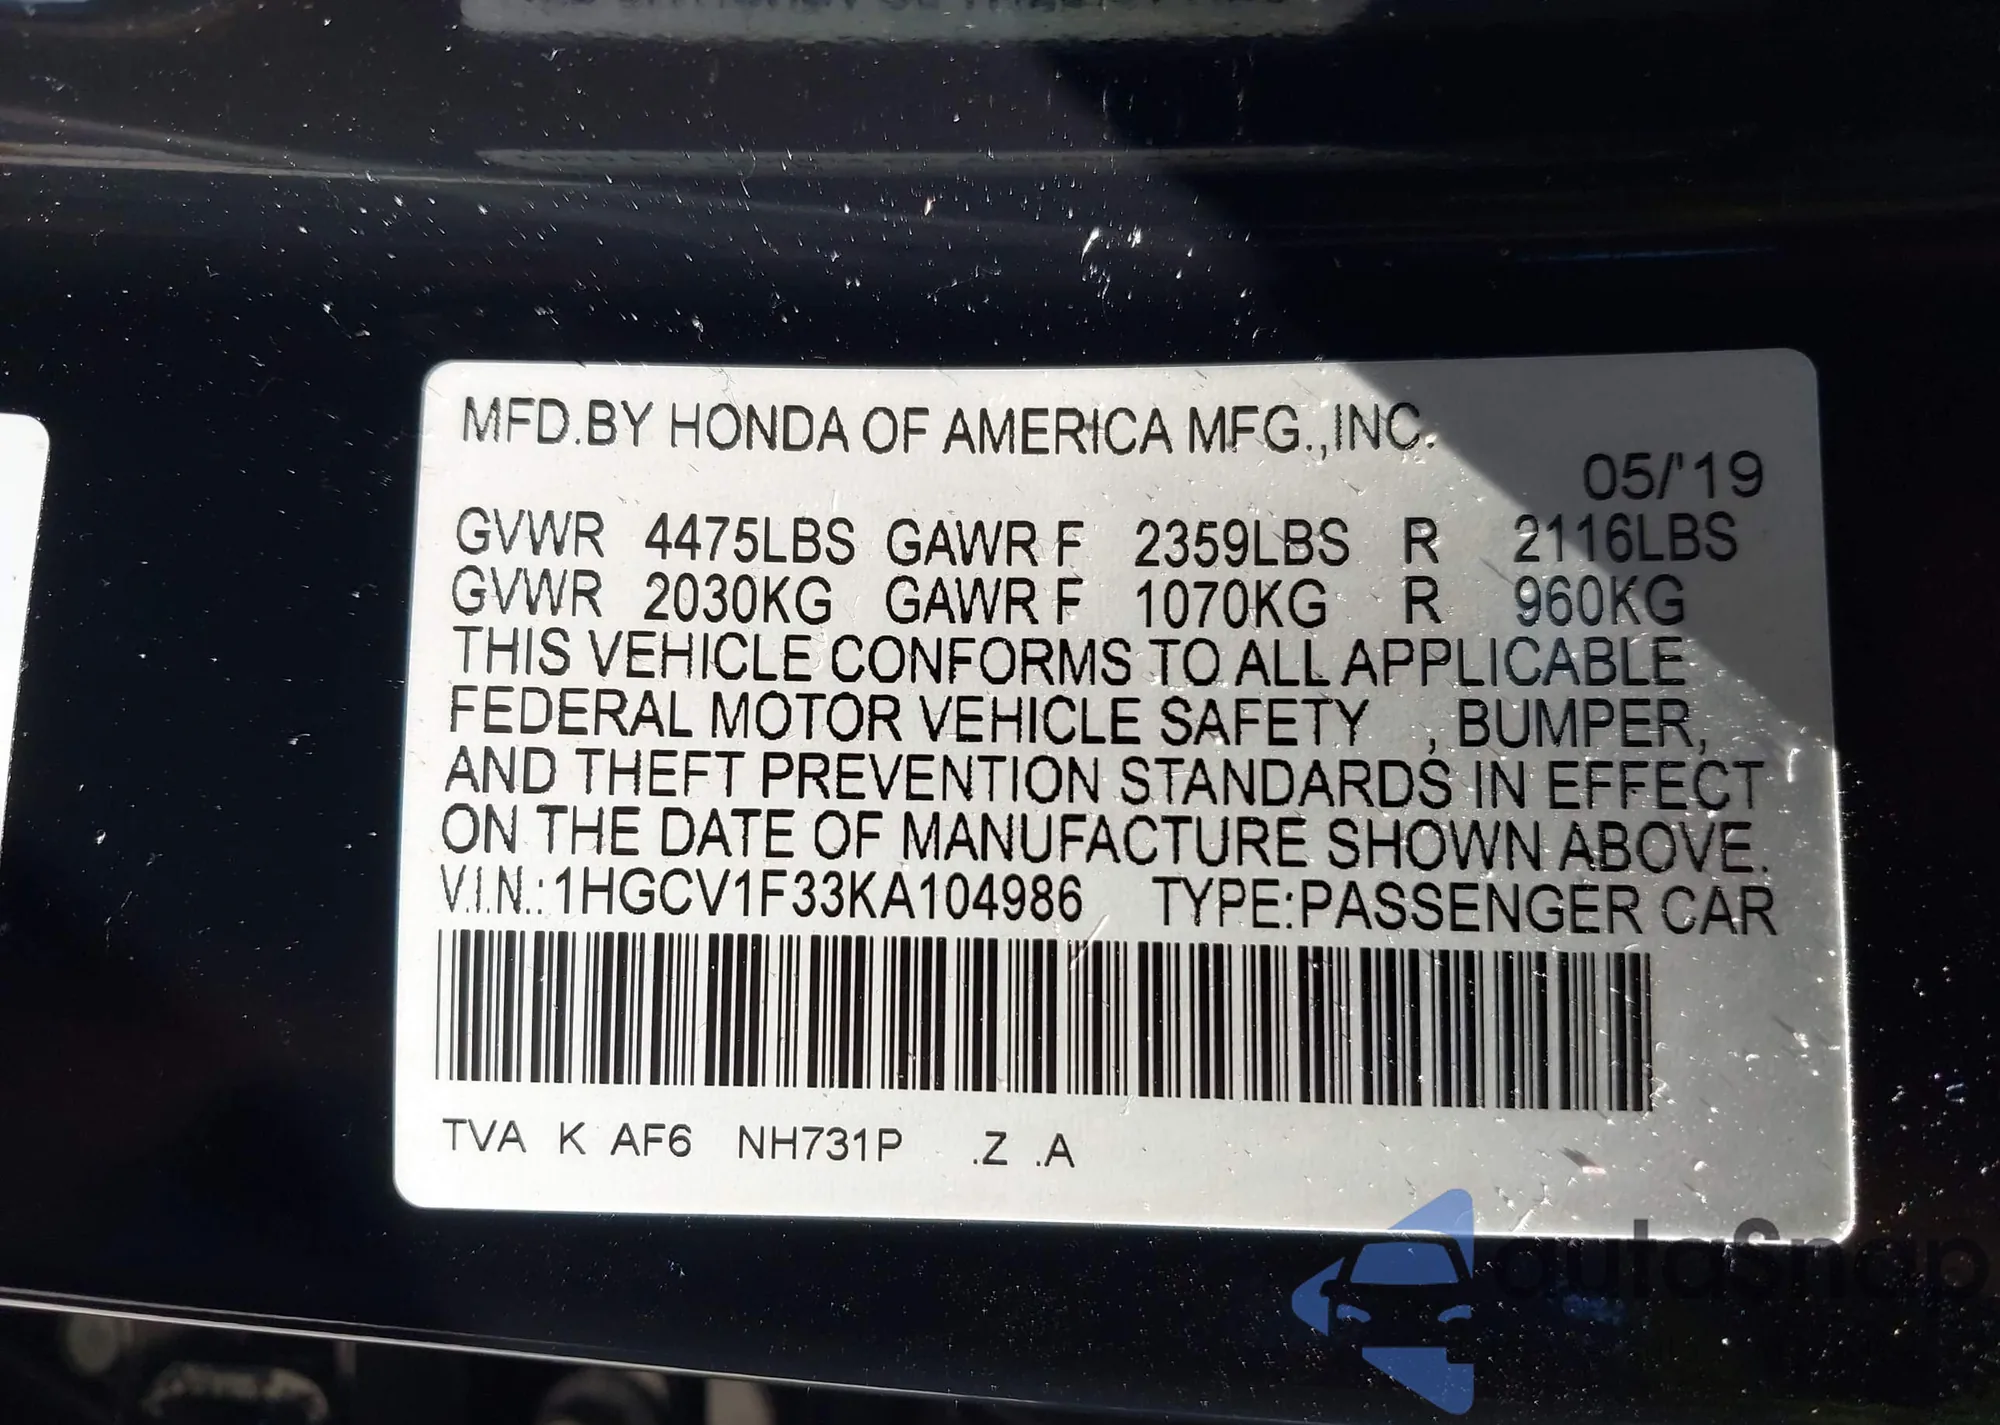 MFD.BY HONDA OF AMERICA MFG.,INC.
05/'19
GVWR 4475LBS GAWR F 2359LBS R 2116LBS
GVWR 2030KG GAWR F 1070KG R 960KG
THIS VEHICLE CONFORMS TO ALL APPLICABLE
FEDERAL MOTOR VEHICLE SAFETY , BUMPER,
AND THEFT PREVENTION STANDARDS IN EFFECT
ON THE DATE OF MANUFACTURE SHOWN ABOVE.
V.I.N.: 1HGCV1F33KA104986 TYPE:PASSENGER CAR
TVA K AF6 NH731P .Z .A
autoSnap